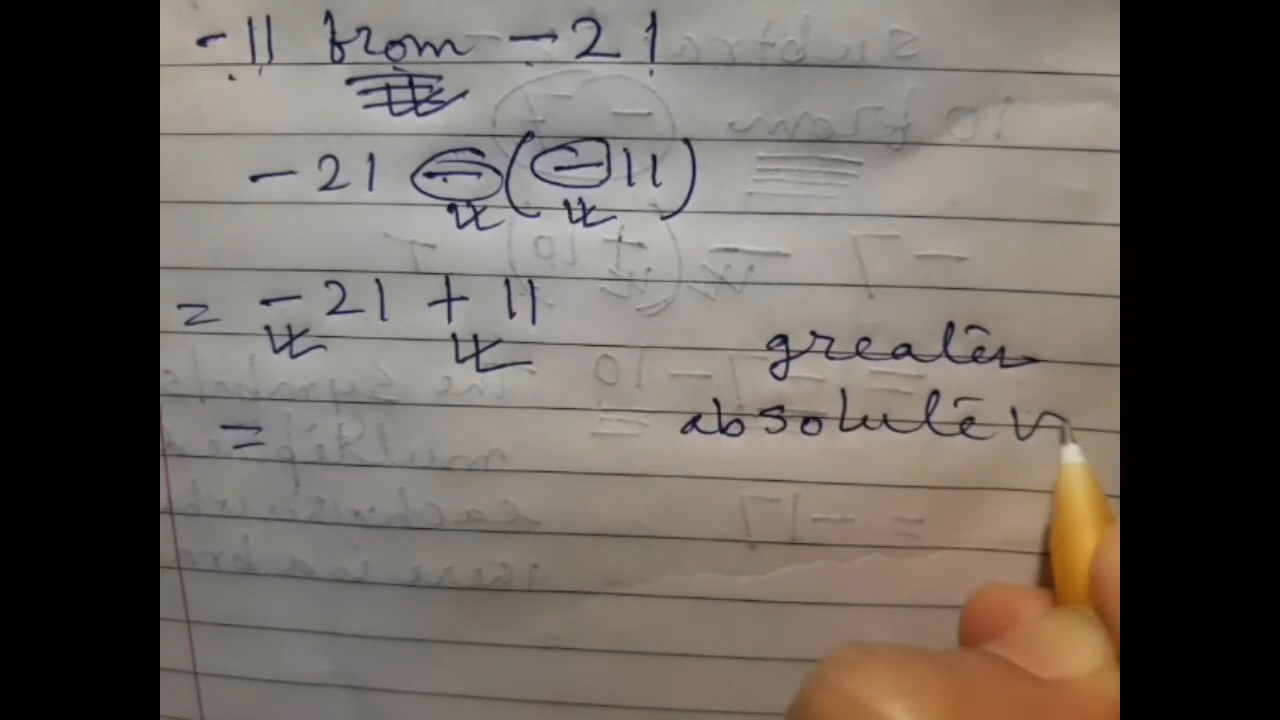 -11 from -21
-21 - (-11)
= -21 + 11
=
greater
absolute v